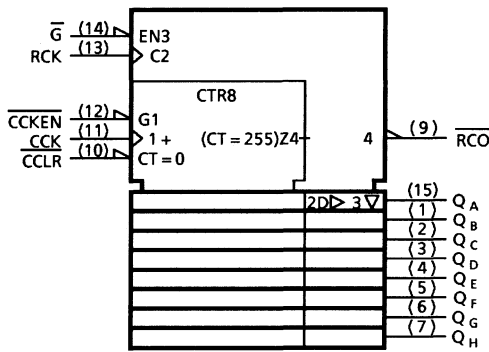 G (14) EN3
RCK (13) C2
CTR8
CCKEN (12) G1
CCK (11) 1 + (CT = 255)Z4 4 (9) RCO
CCLR (10) CT = 0
2D 3 (15) QA
(1) QB
(2) QC
(3) QD
(4) QE
(5) QF
(6) QG
(7) QH